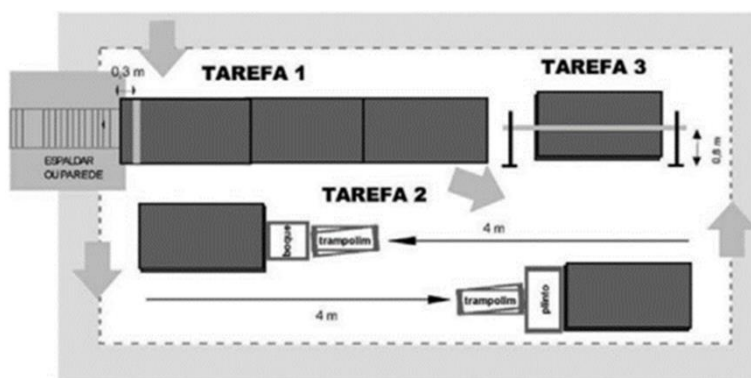 TAREFA 1
TAREFA 3
0,3 m
ESPALDAR
OU PAREDE
0,8 m
TAREFA 2
boque
trampolim
4 m
4 m
trampolim
plinto